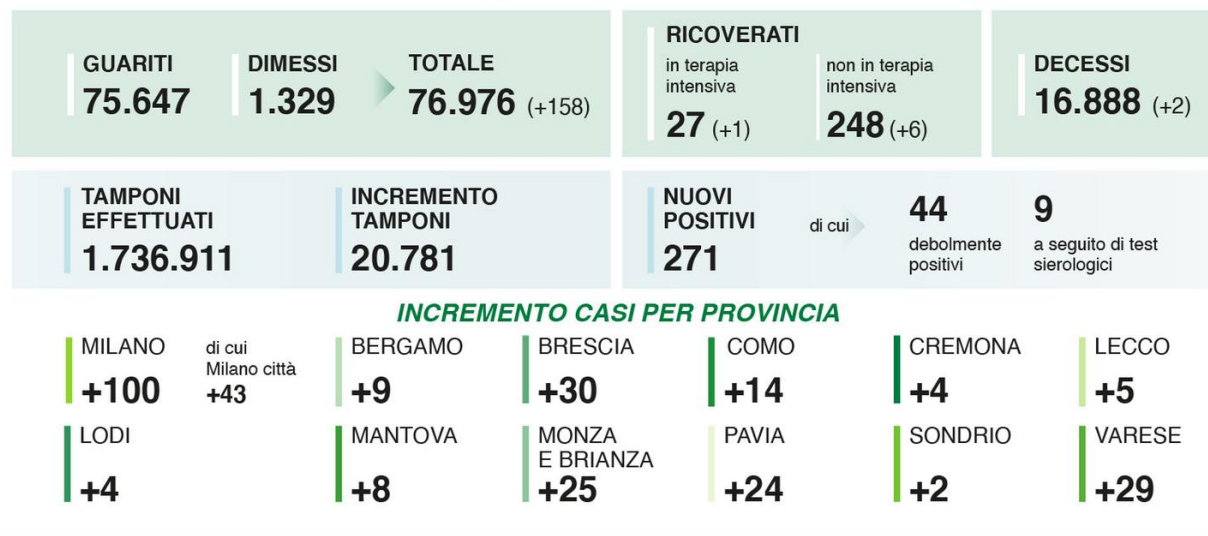 GUARITI
75.647
DIMESSI
1.329
TOTALE
76.976 (+158)
RICOVERATI
in terapia
intensiva
27 (+1)
non in terapia
intensiva
248 (+6)
DECESSI
16.888 (+2)
TAMPONI
EFFETTUATI
1.736.911
INCREMENTO
TAMPONI
20.781
NUOVI
POSITIVI
271
di cui
44
debolmente
positivi
9
a seguito di test
sierologici
INCREMENTO CASI PER PROVINCIA
MILANO
+100
di cui
Milano città
+43
BERGAMO
+9
BRESCIA
+30
COMO
+14
CREMONA
+4
LECCO
+5
LODI
+4
MANTOVA
+8
MONZA
E BRIANZA
+25
PAVIA
+24
SONDRIO
+2
VARESE
+29